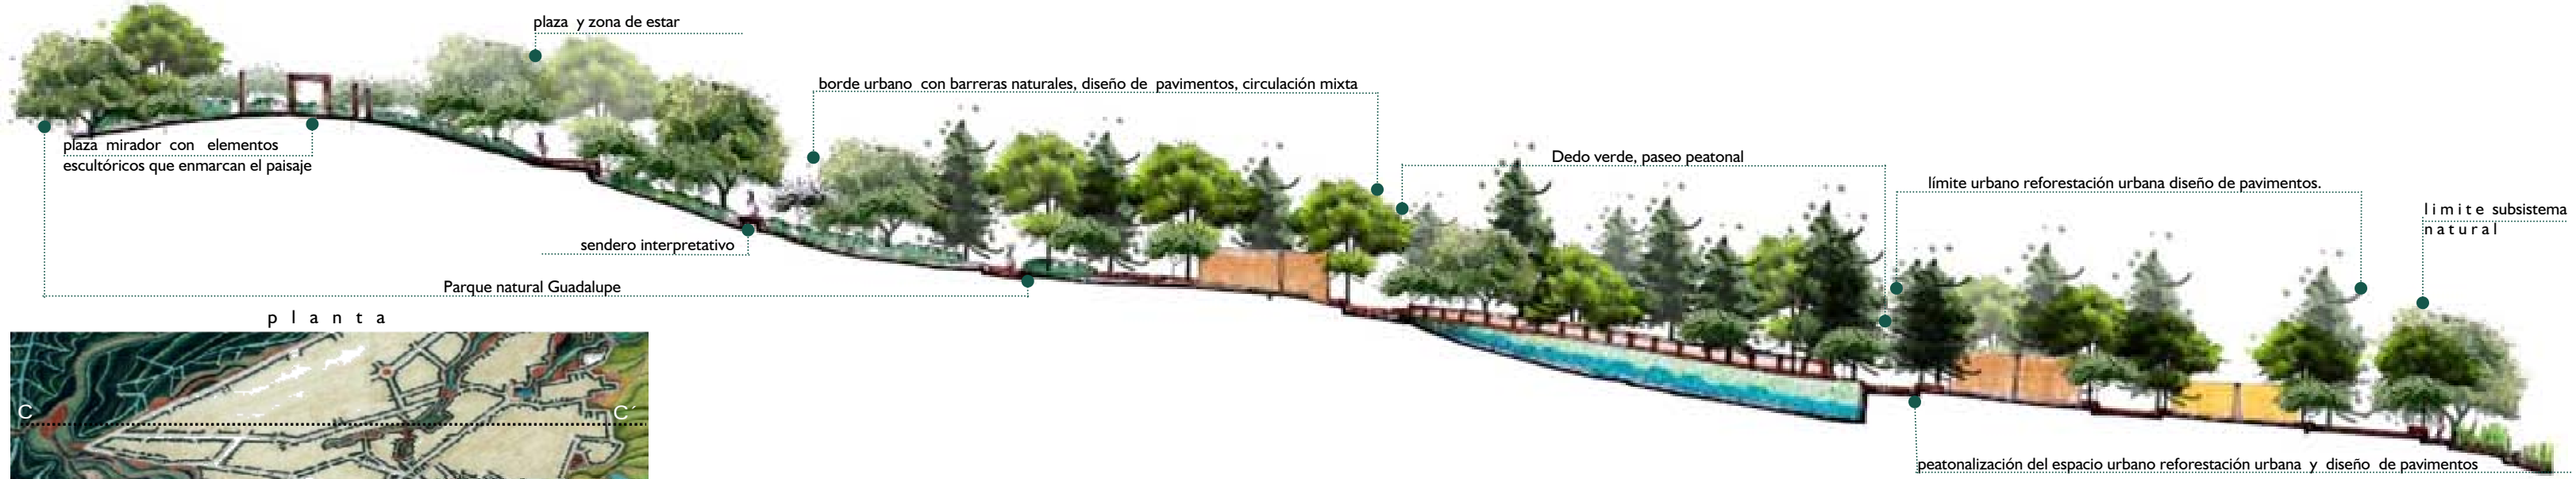 plaza y zona de estar
borde urbano con barreras naturales, diseño de pavimentos, circulación mixta
plaza mirador con elementos
escultóricos que enmarcan el paisaje
Dedo verde, paseo peatonal
límite urbano reforestación urbana diseño de pavimentos.
limite subsistema
natural
sendero interpretativo
Parque natural Guadalupe
planta
C
C´
peatonalización del espacio urbano reforestación urbana y diseño de pavimentos